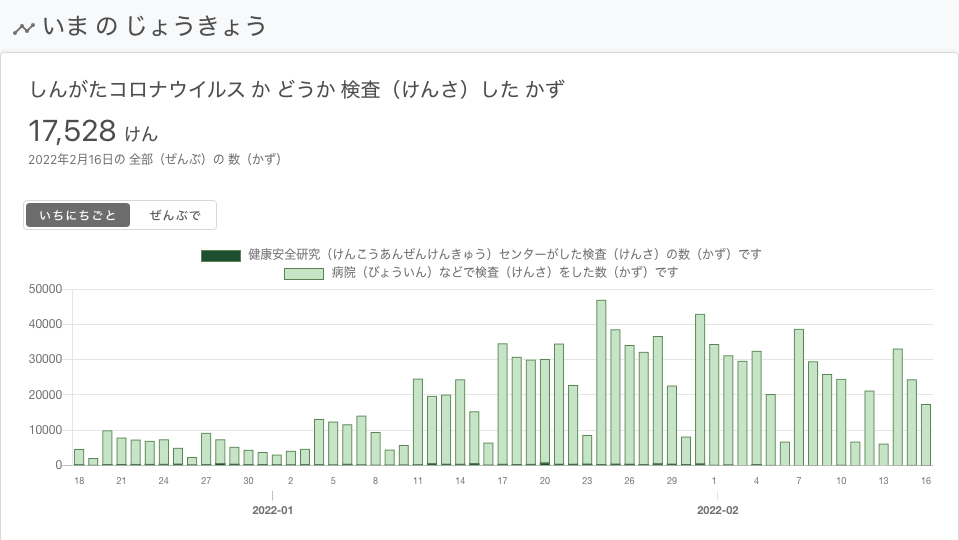 いま の じょうきょう
しんがたコロナウイルス か どうか 検査（けんさ）した かず
17,528 けん
2022年2月16日の 全部（ぜんぶ）の 数（かず）
いちにちごと ぜんぶで
健康安全研究（けんこうあんぜんけんきゅう）センターがした検査（けんさ）の数（かず）です
病院（びょういん）などで検査（けんさ）をした数（かず）です
50000
40000
30000
20000
10000
0
18 21 24 27 30 2 5 8 11 14 17 20 23 26 29 1 4 7 10 13 16
2022-01 2022-02